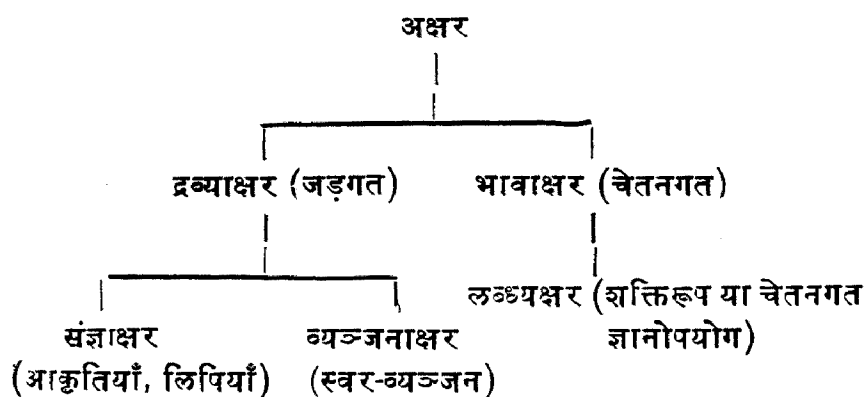 अक्षर
द्रव्याक्षर (जड़गत)
भावाक्षर (चेतनगत)
लब्ध्यक्षर (शक्तिरूप या चेतनगत
ज्ञानोपयोग)
संज्ञाक्षर
(आकृतियाँ, लिपियाँ)
व्यञ्जनाक्षर
(स्वर-व्यञ्जन)